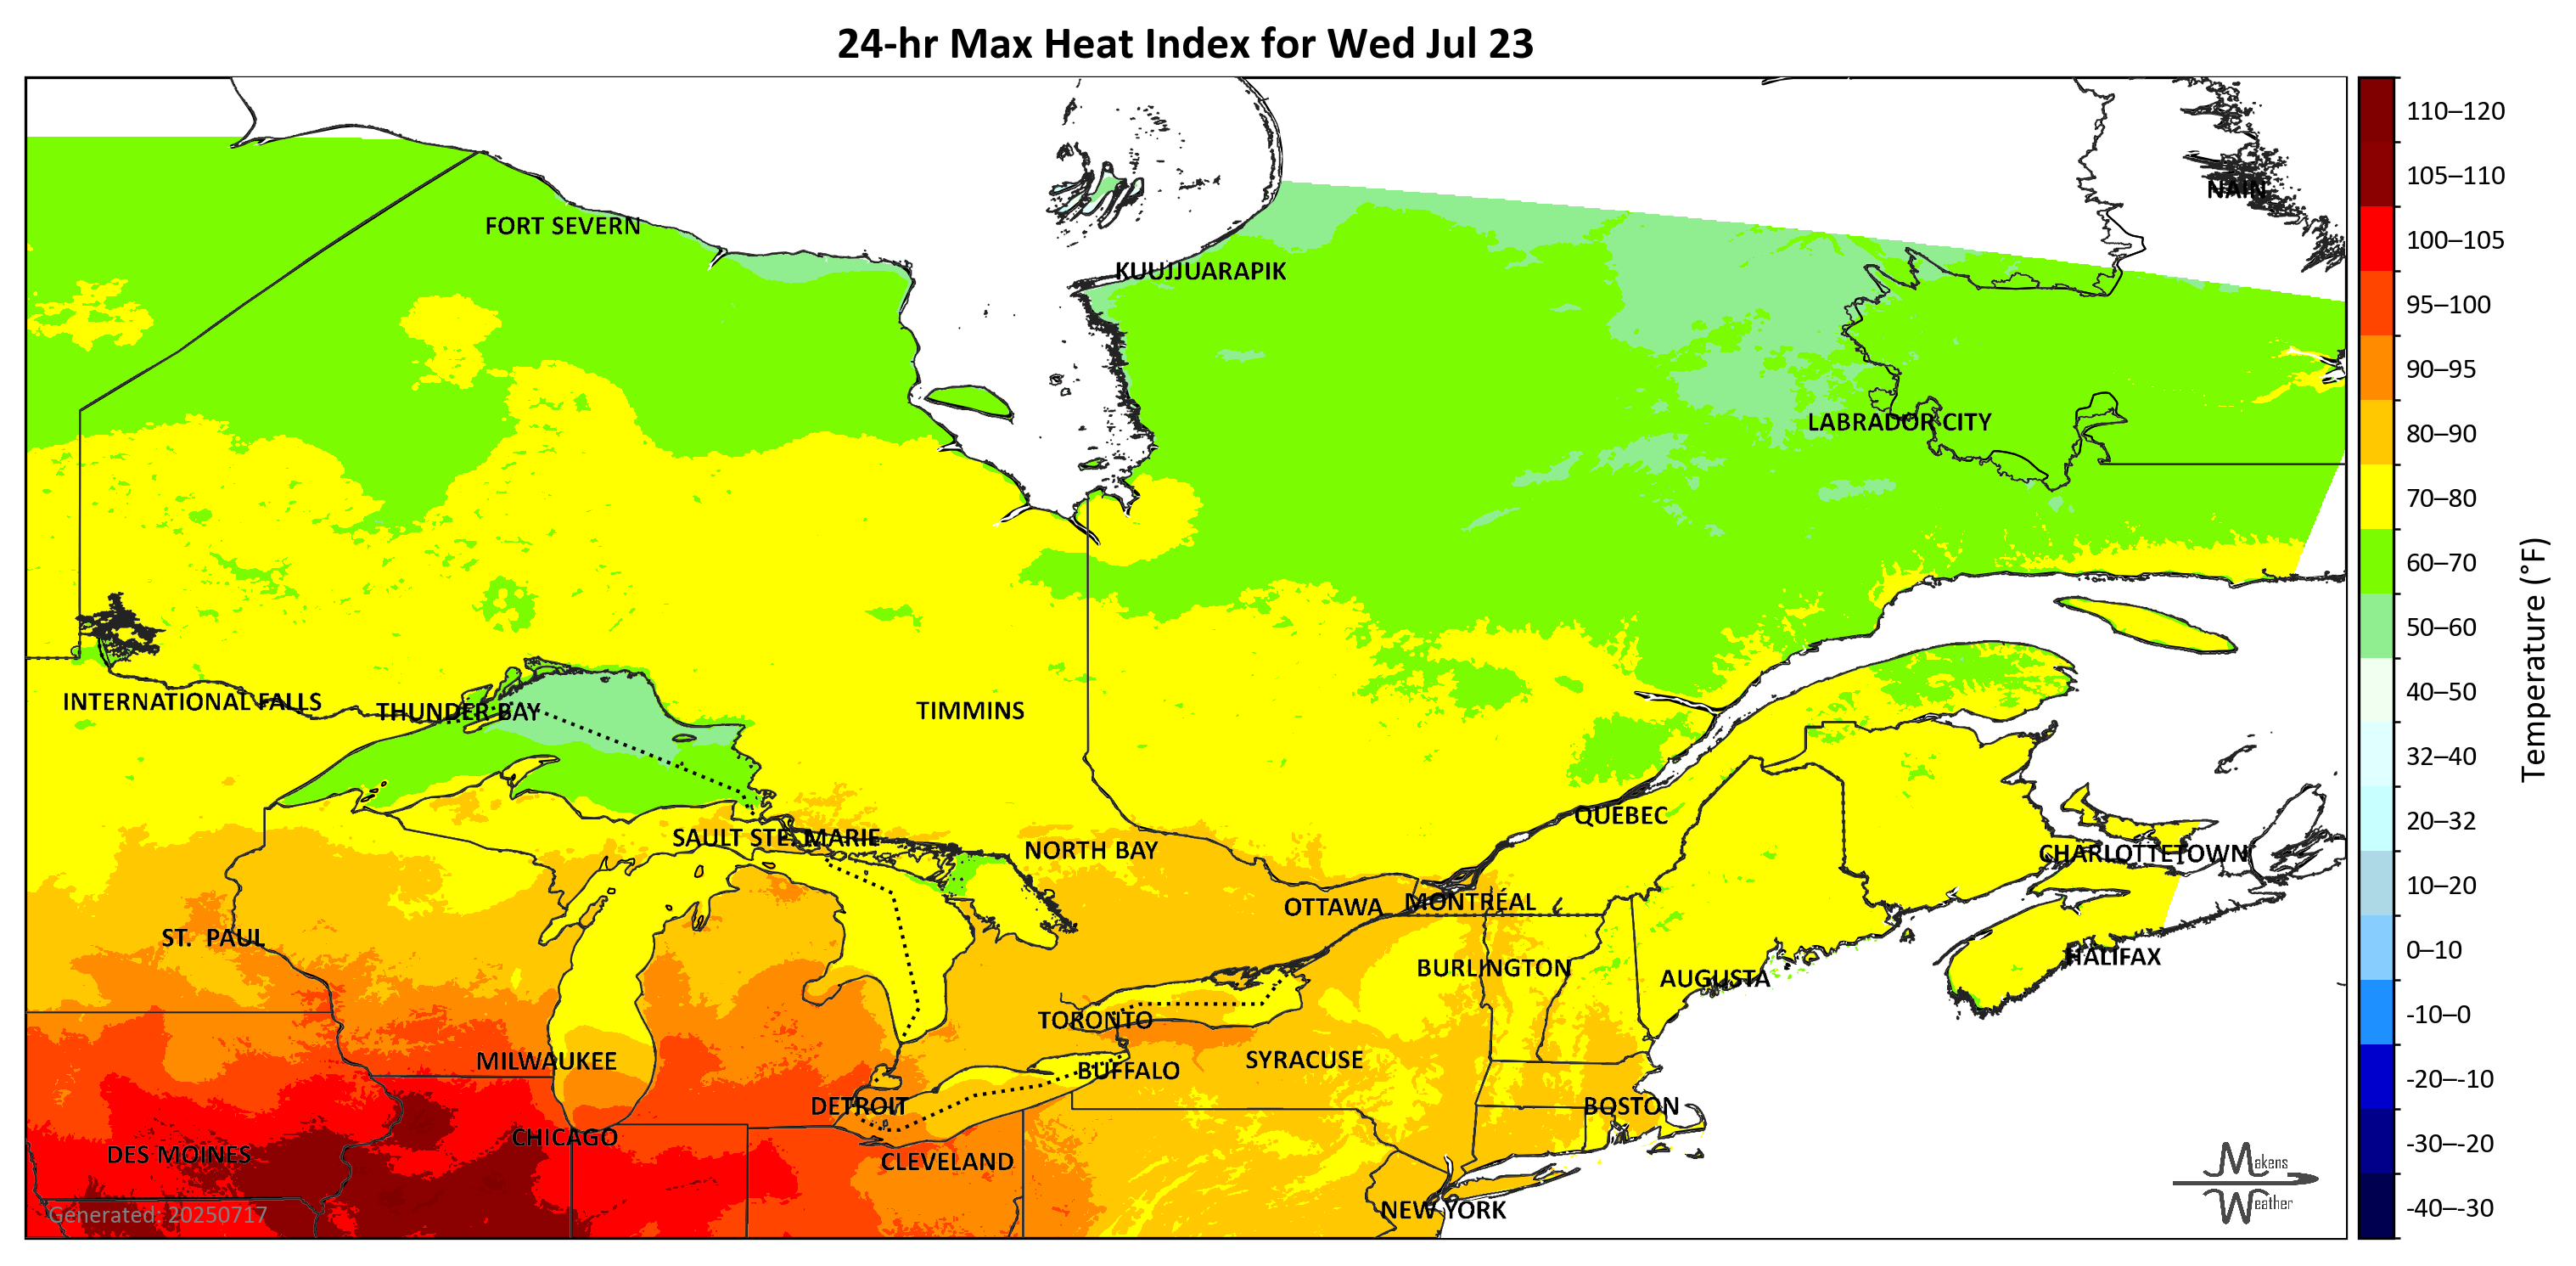 24-hr Max Heat Index for Wed Jul 23
110–120
105–110
NAIN
FORT SEVERN
100–105
KUUJJUARAPIK
95–100
90–95
LABRADOR CITY
80–90
70–80
60–70
50–60
Temperature (°F)
INTERNATIONAL FALLS
THUNDER BAY
TIMMINS
40–50
32–40
QUÉBEC
20–32
SAULT STE. MARIE
NORTH BAY
CHARLOTTETOWN
10–20
OTTAWA
MONTRÉAL
ST. PAUL
HALIFAX
0–10
BURLINGTON
AUGUSTA
TORONTO
-10–0
MILWAUKEE
SYRACUSE
BUFFALO
-20–-10
DETROIT
BOSTON
CHICAGO
-30–-20
DES MOINES
CLEVELAND
Makens
Weather
NEW YORK
-40–-30
Generated: 20250717